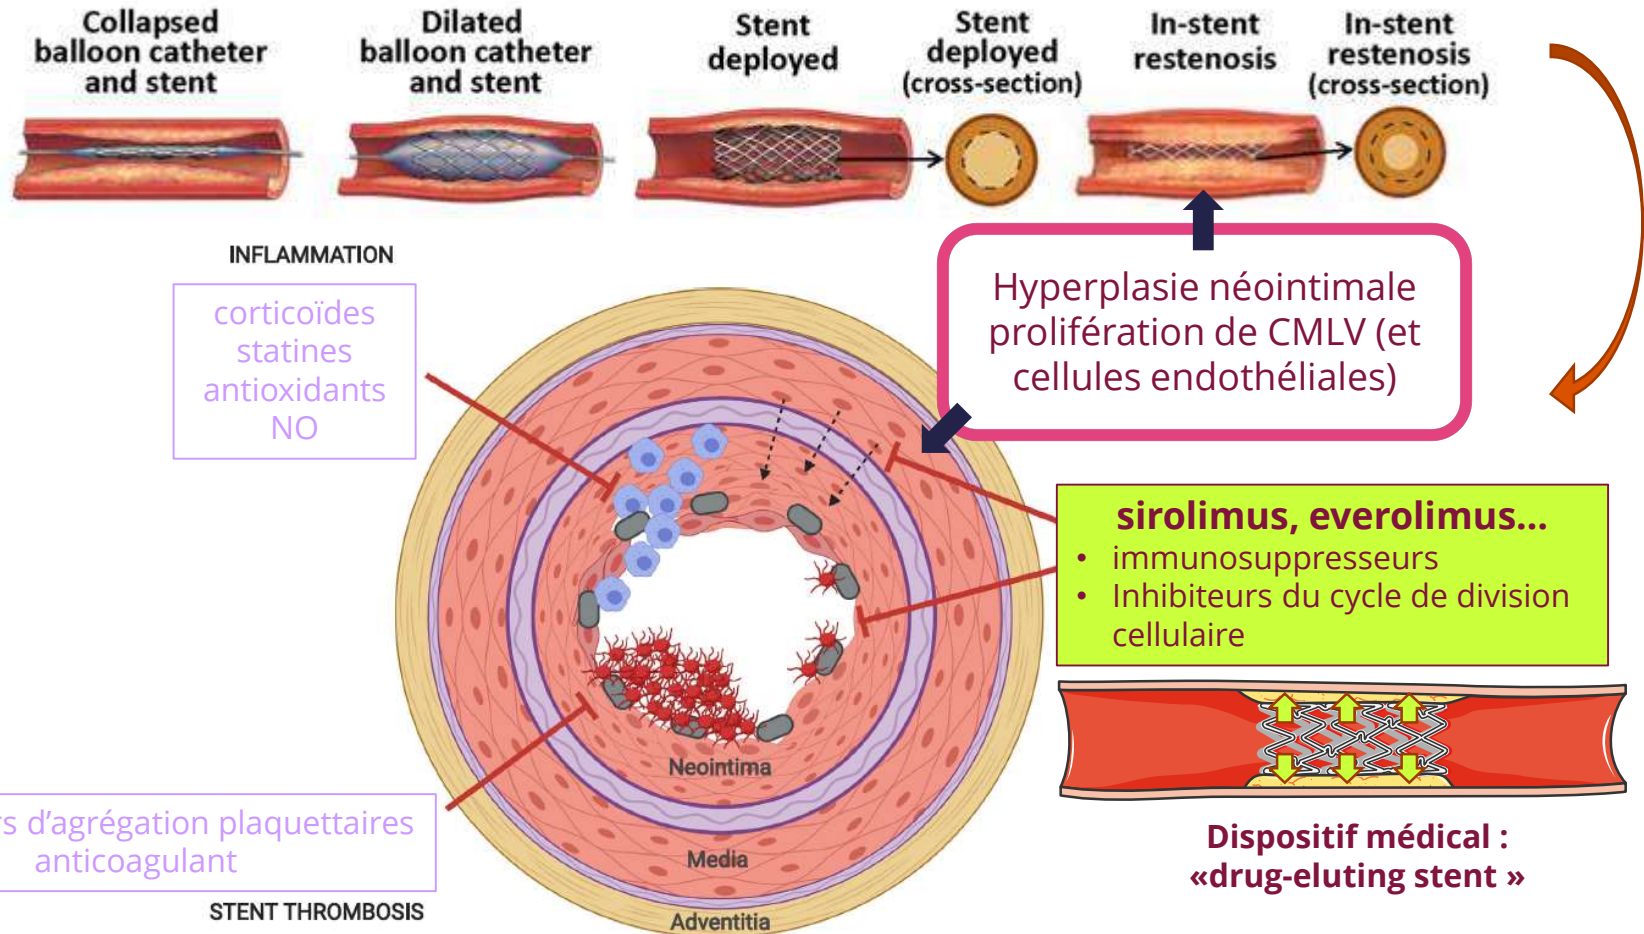 Collapsed
balloon catheter
and stent
Dilated
balloon catheter
and stent
Stent
deployed
Stent
deployed
(cross-section)
In-stent
restenosis
In-stent
restenosis
(cross-section)
INFLAMMATION
corticoïdes
statines
antioxidants
NO
Hyperplasie néointimale
prolifération de CMLV (et
cellules endothéliales)
sirolimus, everolimus...
• immunosuppresseurs
• Inhibiteurs du cycle de division
cellulaire
Neointima
Media
Adventitia
d’agrégation plaquettaires
anticoagulant
STENT THROMBOSIS
Dispositif médical :
«drug-eluting stent »